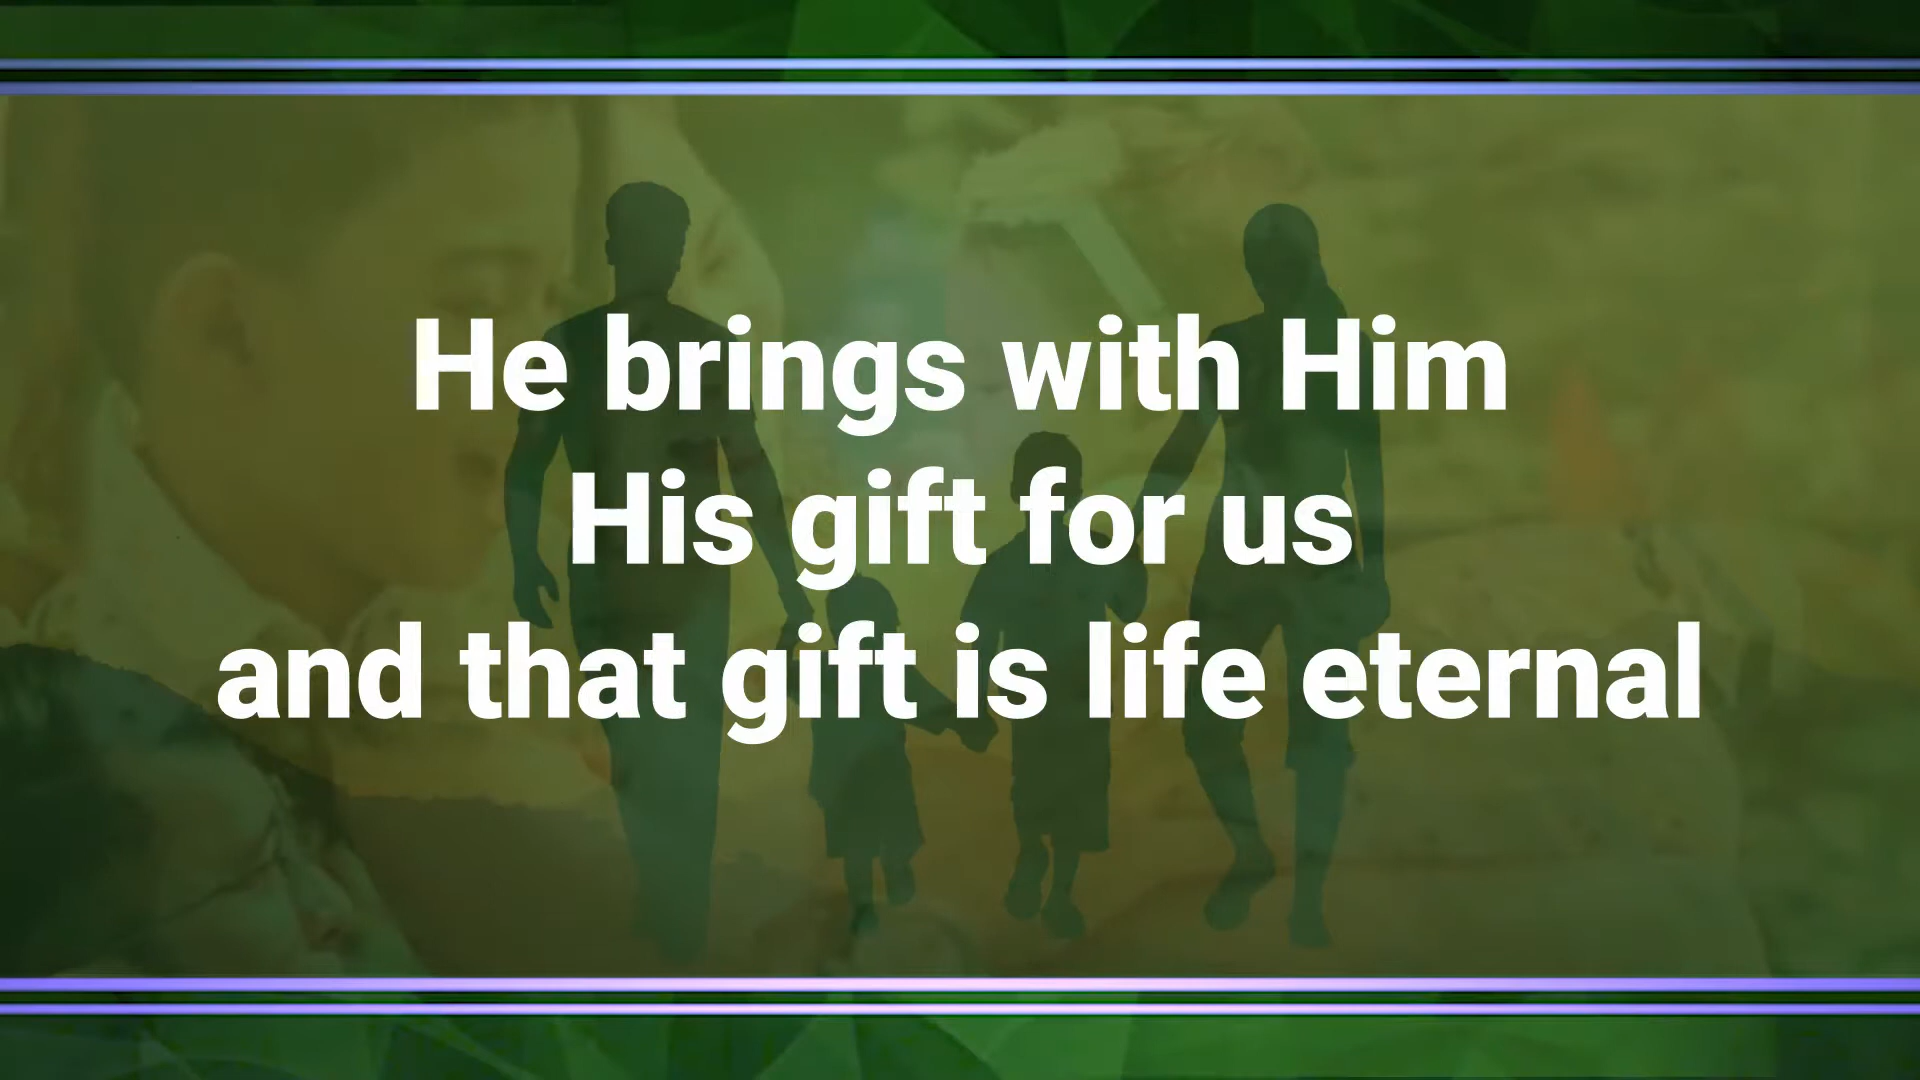 He brings with Him
His gift for us
and that gift is life eternal